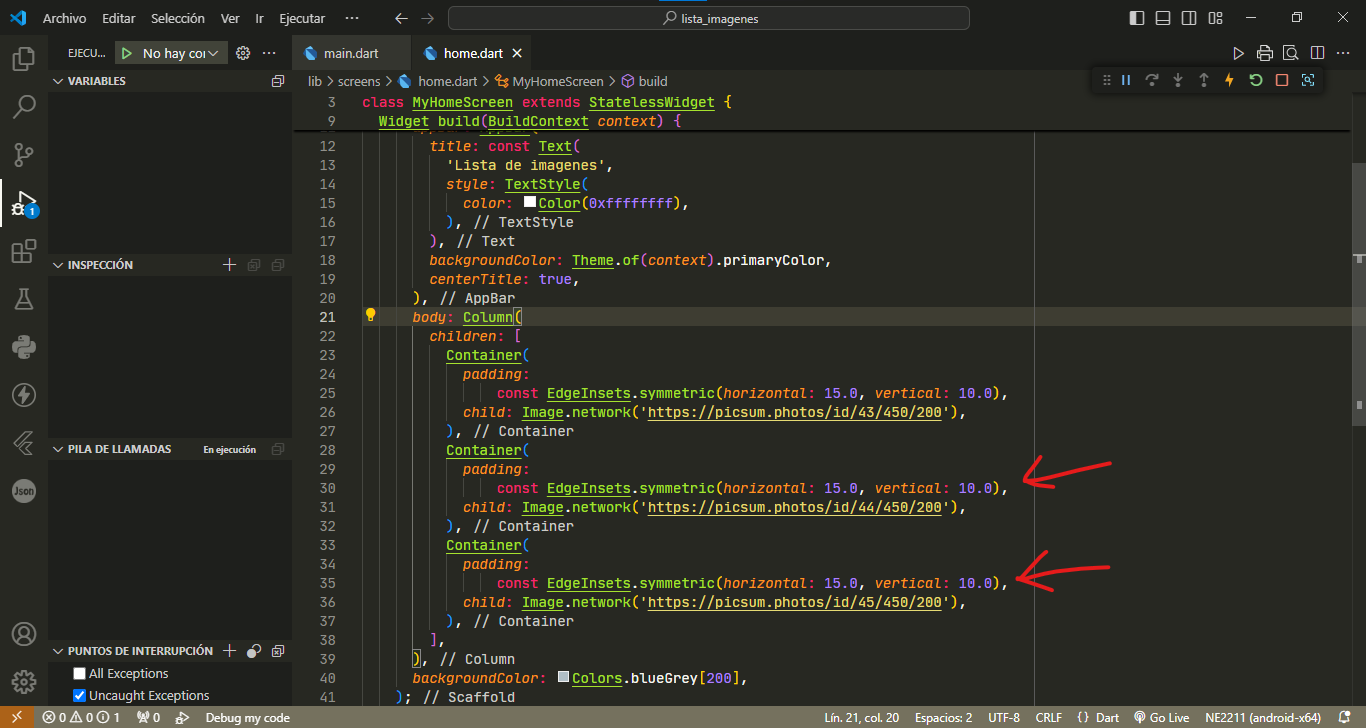 Archivo Editar Selección Ver Ir Ejecutar ··· lista_imagenes
EJECU... No hay cor ···
main.dart home.dart
lib > screens > home.dart > MyHomeScreen > build
VARIABLES
INSPECCIÓN
PILA DE LLAMADAS En ejecución
PUNTOS DE INTERRUPCIÓN
All Exceptions
Uncaught Exceptions
1
Json
3 class MyHomeScreen extends StatelessWidget {
9 Widget build(BuildContext context) {
12 title: const Text(
13 'Lista de imagenes',
14 style: TextStyle(
15 color: Color(0xffffffff),
16 ), // TextStyle
17 ), // Text
18 backgroundColor: Theme.of(context).primaryColor,
19 centerTitle: true,
20 ), // AppBar
21 body: Column(
22 children: [
23 Container(
24 padding:
25 const EdgeInsets.symmetric(horizontal: 15.0, vertical: 10.0),
26 child: Image.network('https://picsum.photos/id/43/450/200'),
27 ), // Container
28 Container(
29 padding:
30 const EdgeInsets.symmetric(horizontal: 15.0, vertical: 10.0),
31 child: Image.network('https://picsum.photos/id/44/450/200'),
32 ), // Container
33 Container(
34 padding:
35 const EdgeInsets.symmetric(horizontal: 15.0, vertical: 10.0),
36 child: Image.network('https://picsum.photos/id/45/450/200'),
37 ), // Container
38 ],
39 ), // Column
40 backgroundColor: Colors.blueGrey[200],
41 ); // Scaffold
0 0 1 0 Debug my code Lín. 21, col. 20 Espacios: 2 UTF-8 CRLF {} Dart Go Live NE2211 (android-x64)